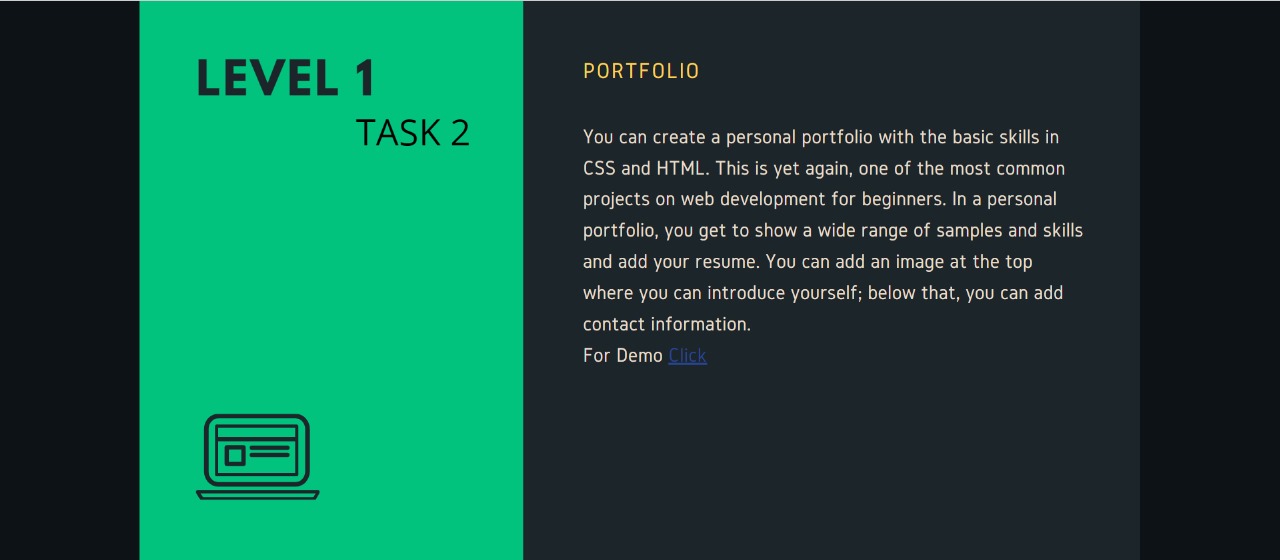 LEVEL 1
TASK 2
PORTFOLIO
You can create a personal portfolio with the basic skills in
CSS and HTML. This is yet again, one of the most common
projects on web development for beginners. In a personal
portfolio, you get to show a wide range of samples and skills
and add your resume. You can add an image at the top
where you can introduce yourself; below that, you can add
contact information.
For Demo Click